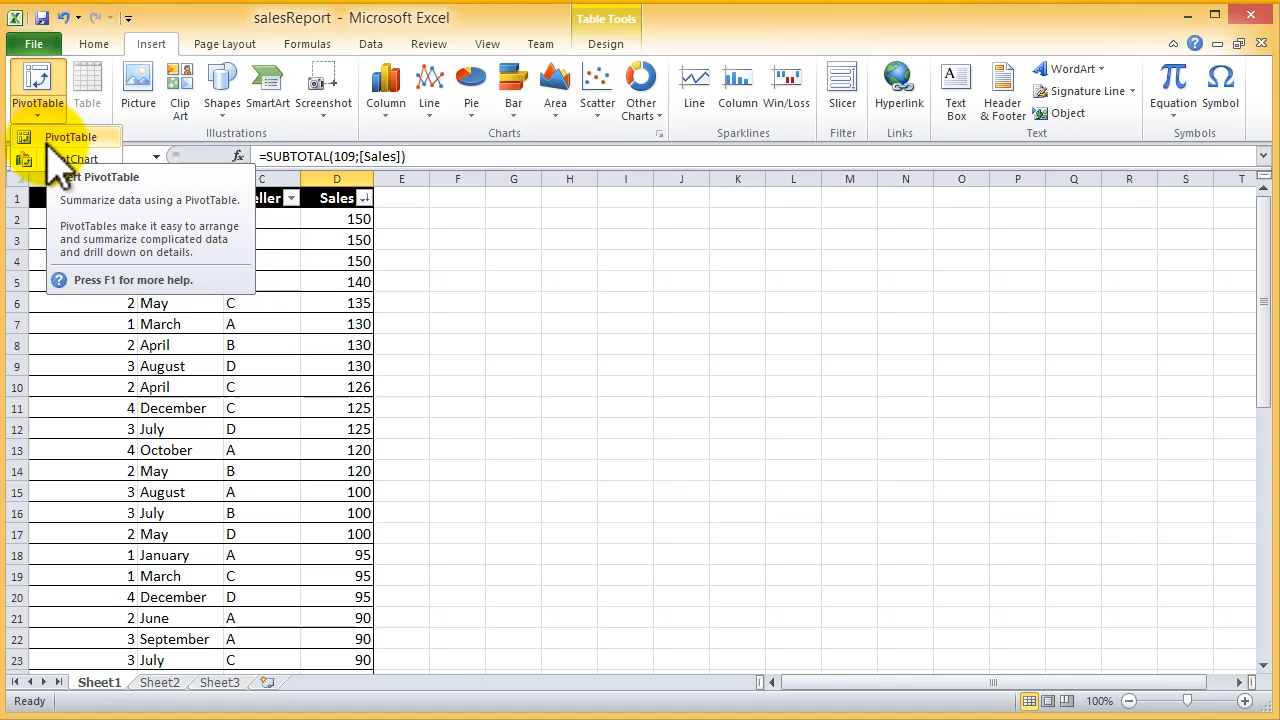 salesReport - Microsoft Excel
Table Tools
File Home Insert Page Layout Formulas Data Review View Team Design
PivotTable Table Picture Clip Art Shapes SmartArt Screenshot Column Line Pie Bar Area Scatter Other Charts Line Column Win/Loss Slicer Hyperlink Text Box Header & Footer WordArt Signature Line Object Equation Symbol
Illustrations Charts Sparklines Filter Links Text Symbols
PivotTable
fx =SUBTOTAL(109;[Sales])
C D E F G H I J K L M N O P Q R S T
PivotTable
Summarize data using a PivotTable.
PivotTables make it easy to arrange
and summarize complicated data
and drill down on details.
Press F1 for more help.
1 Sales
2 150
3 150
4 150
5 140
6 2 May C 135
7 1 March A 130
8 2 April B 130
9 3 August D 130
10 2 April C 126
11 4 December C 125
12 3 July D 125
13 4 October A 120
14 2 May B 120
15 3 August A 100
16 3 July B 100
17 2 May D 100
18 1 January A 95
19 1 March C 95
20 4 December D 95
21 2 June A 90
22 3 September A 90
23 3 July C 90
Sheet1 Sheet2 Sheet3
Ready 100%